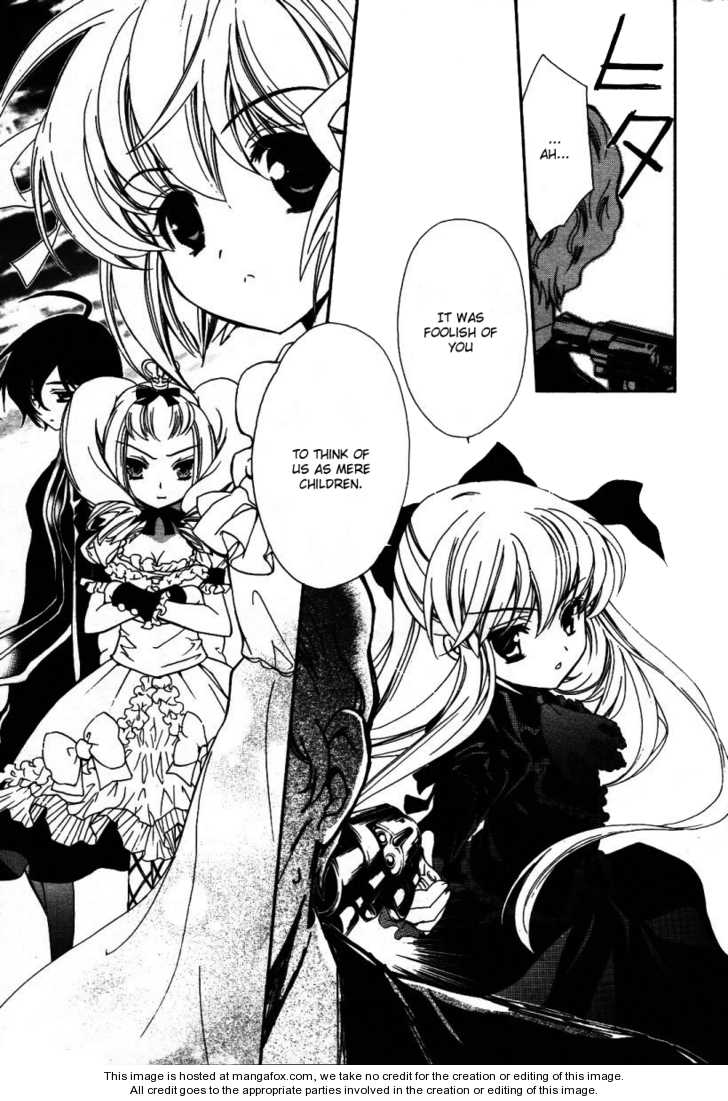 ヒタ
...
AH...
IT WAS
FOOLISH OF
YOU
TO THINK OF
US AS MERE
CHILDREN.
This image is hosted at mangafox.com, we take no credit for the creation or editing of this image.
All credit goes to the appropriate parties involved in the creation or editing of this image.